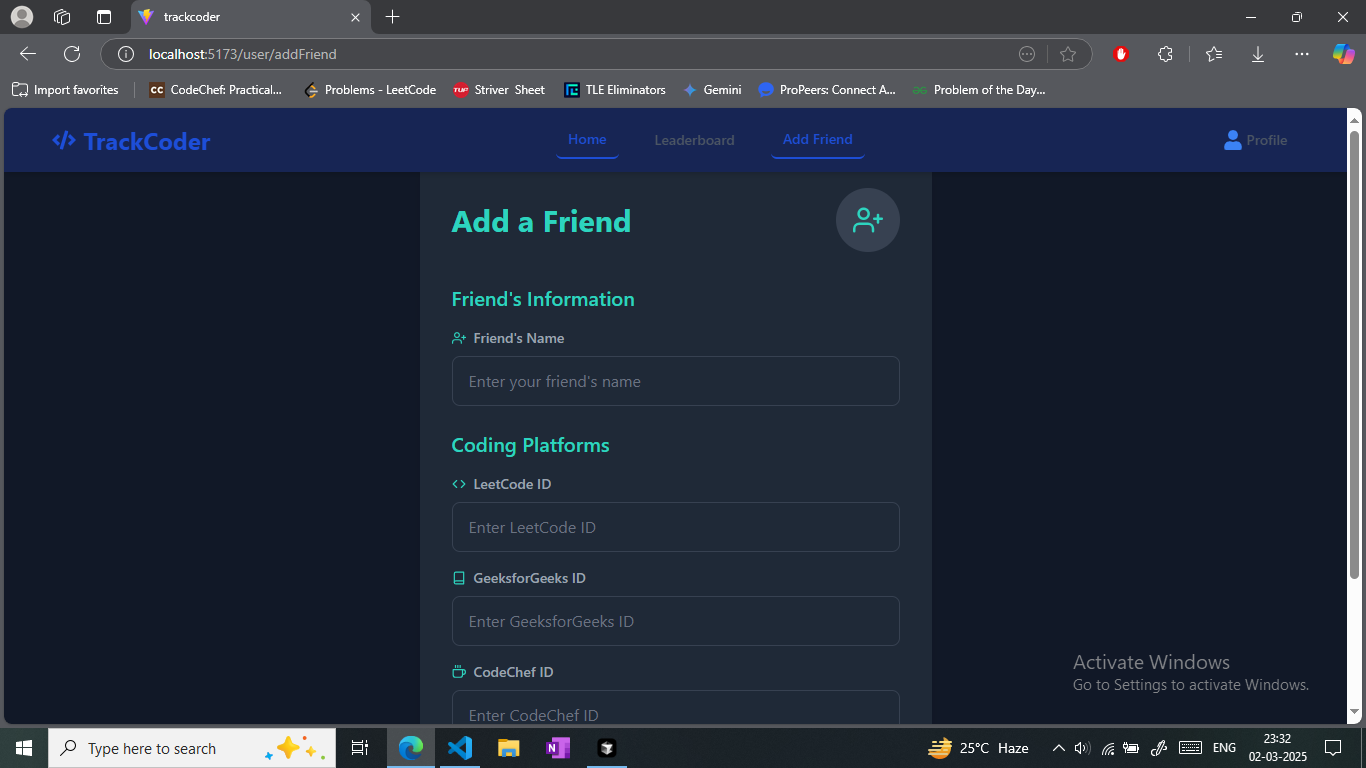 trackcoder
localhost:5173/user/addFriend
Import favorites
CC
CodeChef: Practical...
Problems - LeetCode
TUF
Striver Sheet
TLE Eliminators
Gemini
ProPeers: Connect A...
Problem of the Day...
</> TrackCoder
Home
Leaderboard
Add Friend
Profile
Add a Friend
Friend's Information
Friend's Name
Enter your friend's name
Coding Platforms
<> LeetCode ID
Enter LeetCode ID
GeeksforGeeks ID
Enter GeeksforGeeks ID
CodeChef ID
Enter CodeChef ID
Activate Windows
Go to Settings to activate Windows.
Type here to search
N
25°C Haze
ENG
23:32
02-03-2025